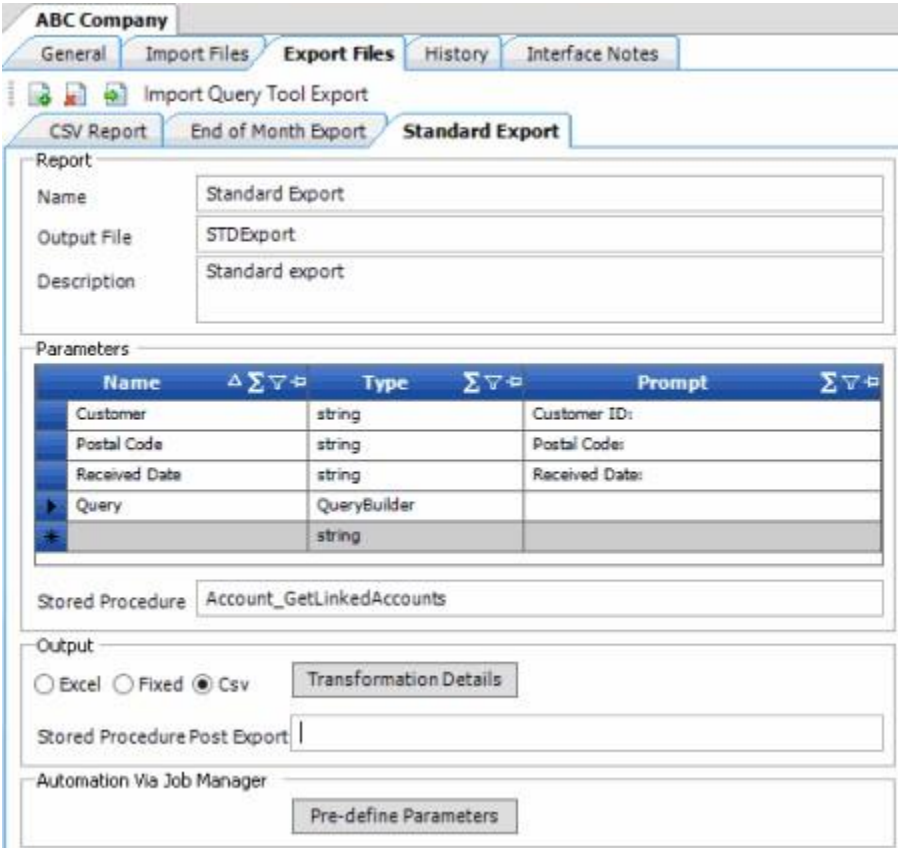 ABC Company
General Import Files Export Files History Interface Notes
Import Query Tool Export
CSV Report End of Month Export Standard Export
Report
Name Standard Export
Output File STDExport
Description Standard export
Parameters
Name Type Prompt
Customer string Customer ID:
Postal Code string Postal Code:
Received Date string Received Date:
Query QueryBuilder
string
Stored Procedure Account_GetLinkedAccounts
Output
Excel Fixed Csv Transformation Details
Stored Procedure Post Export
Automation Via Job Manager
Pre-define Parameters